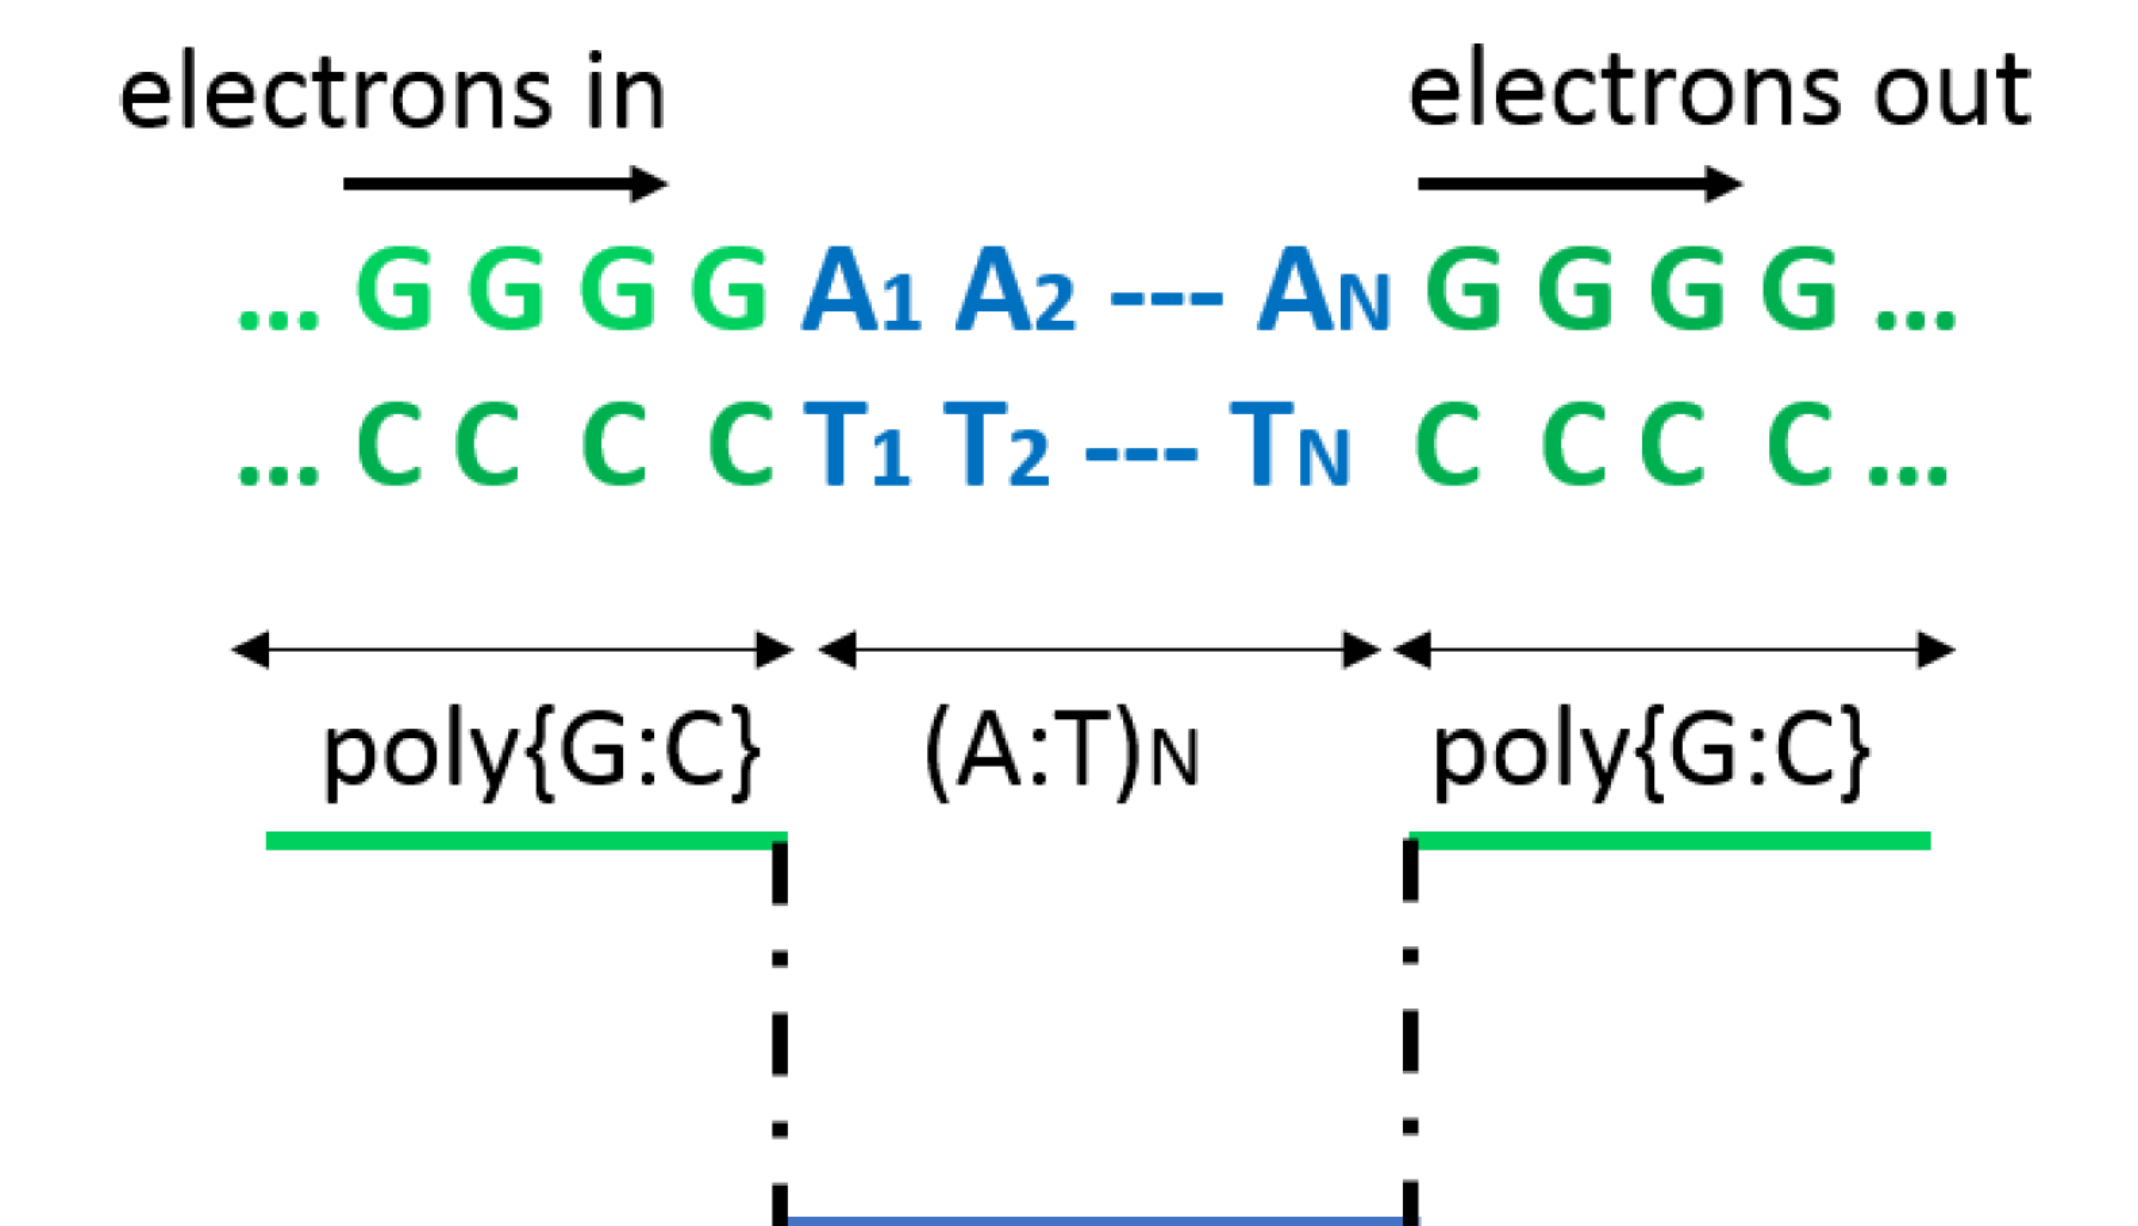 electrons in electrons out
... G G G G A1 A2 --- AN G G G G ...
... C C C C T1 T2 --- TN C C C C ...
poly{G:C} (A:T)N poly{G:C}